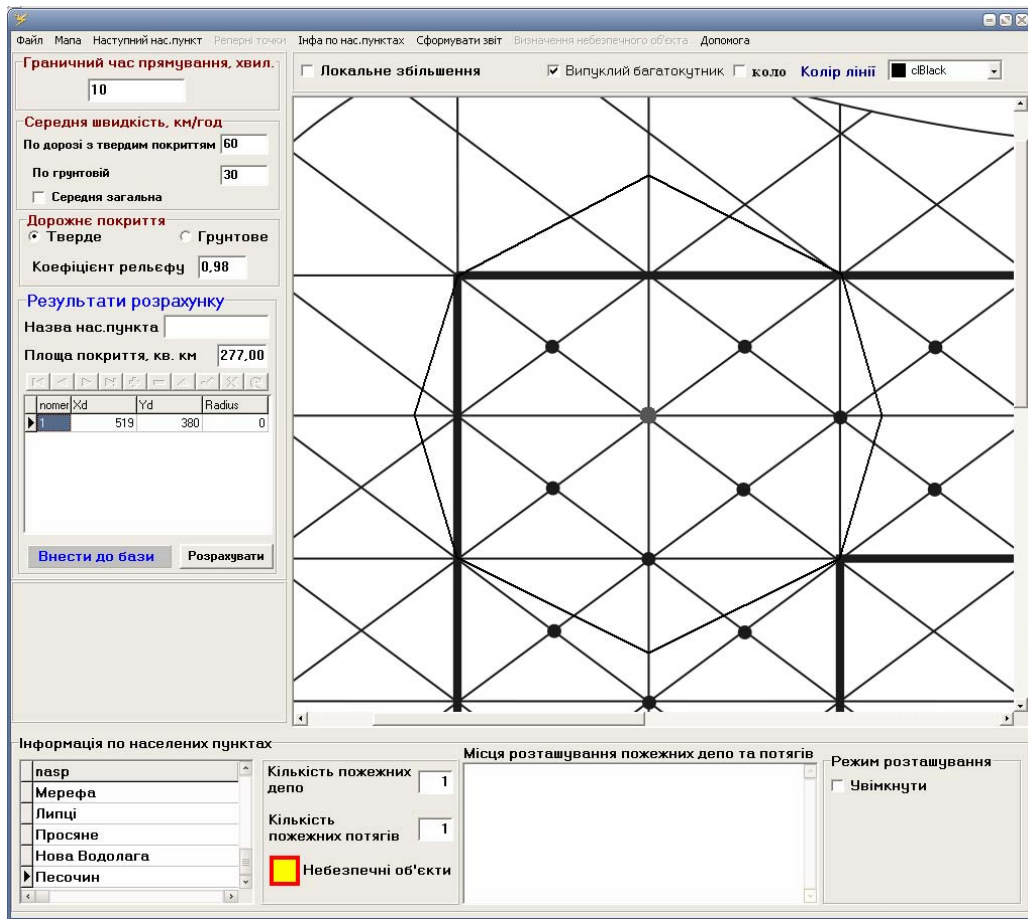 Файл Мапа Наступний нас.пункт Реперні точки Інфа по нас.пунктах Сформувати звіт Визначення небезпечного об'єкта Допомога
Граничний час прямування, хвил.
10
Середня швидкість, км/год
По дорозі з твердим покриттям 60
По грунтовій 30
Середня загальна
Дорожнє покриття
Тверде Грунтове
Коефіцієнт рельєфу 0,98
Результати розрахунку
Назва нас.пункта
Площа покриття, кв. км 277,00
nomer Xd Yd Radius
1 519 380 0
Внести до бази Розрахувати
Локальне збільшення Випуклий багатокутник коло Колір лінії clBlack
Інформація по населених пунктах
nasp
Мерефа
Липці
Просяне
Нова Водолага
Песочин
Кількість пожежних
депо 1
Кількість
пожежних потягів 1
Небезпечні об'єкти
Місця розташування пожежних депо та потягів
Режим розташування
Увімкнути